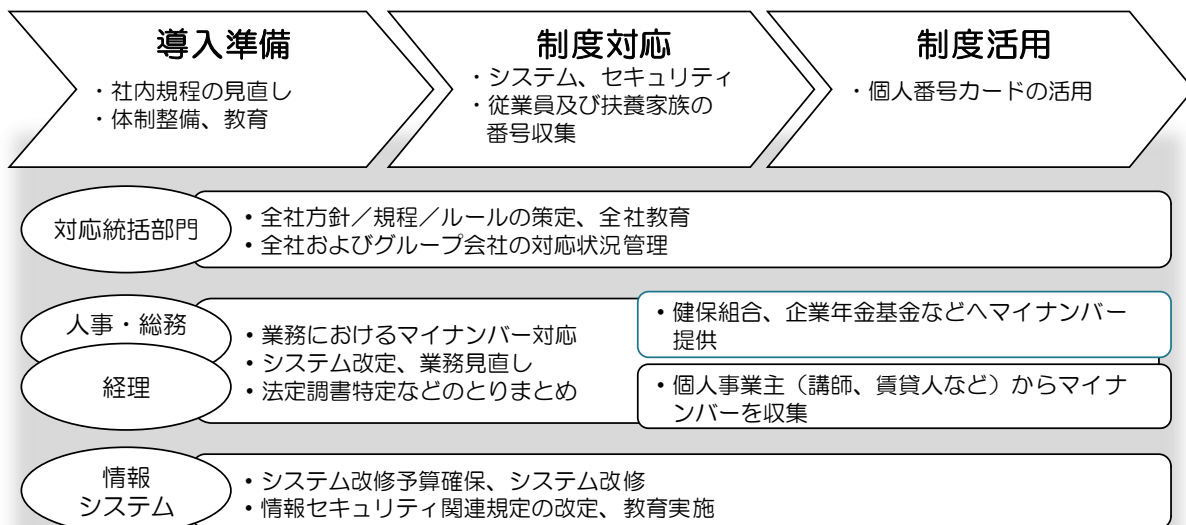 導入準備
・社内規程の見直し
・体制整備、教育
制度対応
・システム、セキュリティ
・従業員及び扶養家族の
番号収集
制度活用
・個人番号カードの活用
対応統括部門
• 全社方針／規程／ルールの策定、全社教育
• 全社およびグループ会社の対応状況管理
人事・総務
経理
• 業務におけるマイナンバー対応
• システム改定、業務見直し
• 法定調書特定などのとりまとめ
• 健保組合、企業年金基金などへマイナンバー
提供
• 個人事業主（講師、賃貸人など）からマイナ
ンバーを収集
情報
システム
• システム改修予算確保、システム改修
• 情報セキュリティ関連規定の改定、教育実施